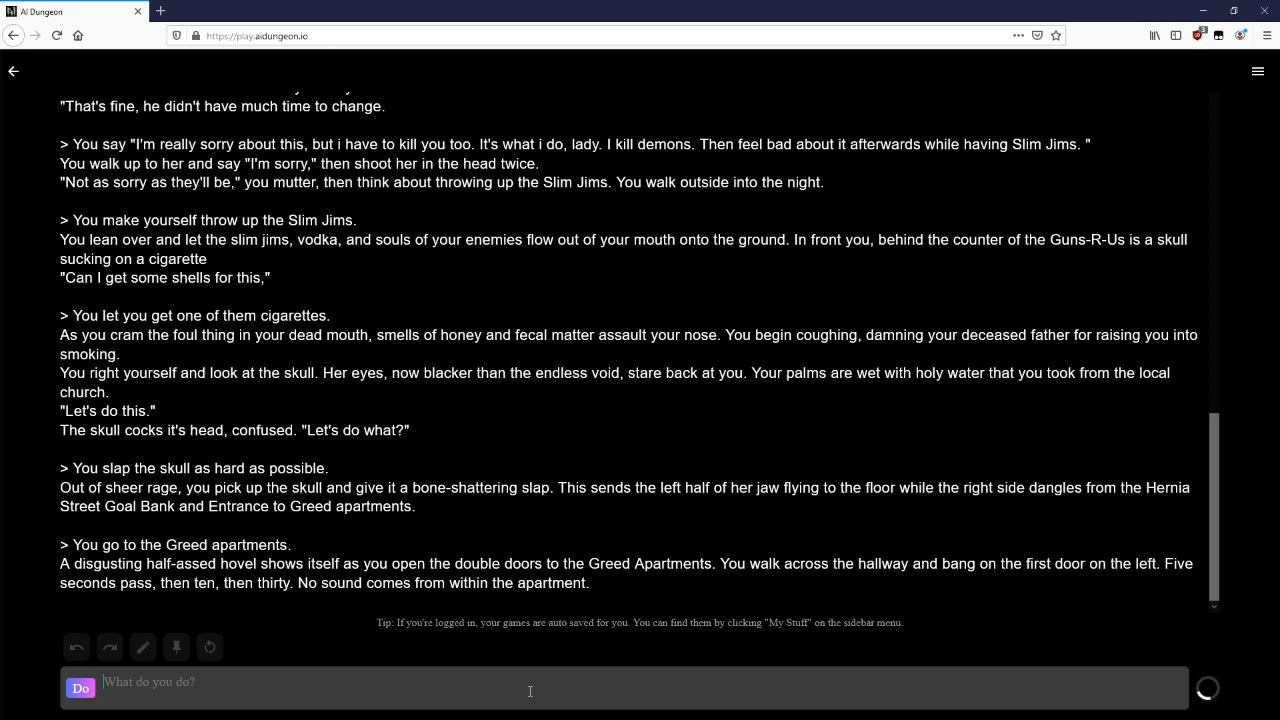 AI Dungeon
https://play.aidungeon.io
"That's fine, he didn't have much time to change.
> You say "I'm really sorry about this, but i have to kill you too. It's what i do, lady. I kill demons. Then feel bad about it afterwards while having Slim Jims. "
You walk up to her and say "I'm sorry," then shoot her in the head twice.
"Not as sorry as they'll be," you mutter, then think about throwing up the Slim Jims. You walk outside into the night.
> You make yourself throw up the Slim Jims.
You lean over and let the slim jims, vodka, and souls of your enemies flow out of your mouth onto the ground. In front you, behind the counter of the Guns-R-Us is a skull
sucking on a cigarette
"Can I get some shells for this,"
> You let you get one of them cigarettes.
As you cram the foul thing in your dead mouth, smells of honey and fecal matter assault your nose. You begin coughing, damning your deceased father for raising you into
smoking.
You right yourself and look at the skull. Her eyes, now blacker than the endless void, stare back at you. Your palms are wet with holy water that you took from the local
church.
"Let's do this."
The skull cocks it's head, confused. "Let's do what?"
> You slap the skull as hard as possible.
Out of sheer rage, you pick up the skull and give it a bone-shattering slap. This sends the left half of her jaw flying to the floor while the right side dangles from the Hernia
Street Goal Bank and Entrance to Greed apartments.
> You go to the Greed apartments.
A disgusting half-assed hovel shows itself as you open the double doors to the Greed Apartments. You walk across the hallway and bang on the first door on the left. Five
seconds pass, then ten, then thirty. No sound comes from within the apartment.
Tip: If you're logged in, your games are auto saved for you. You can find them by clicking "My Stuff" on the sidebar menu.
Do What do you do?